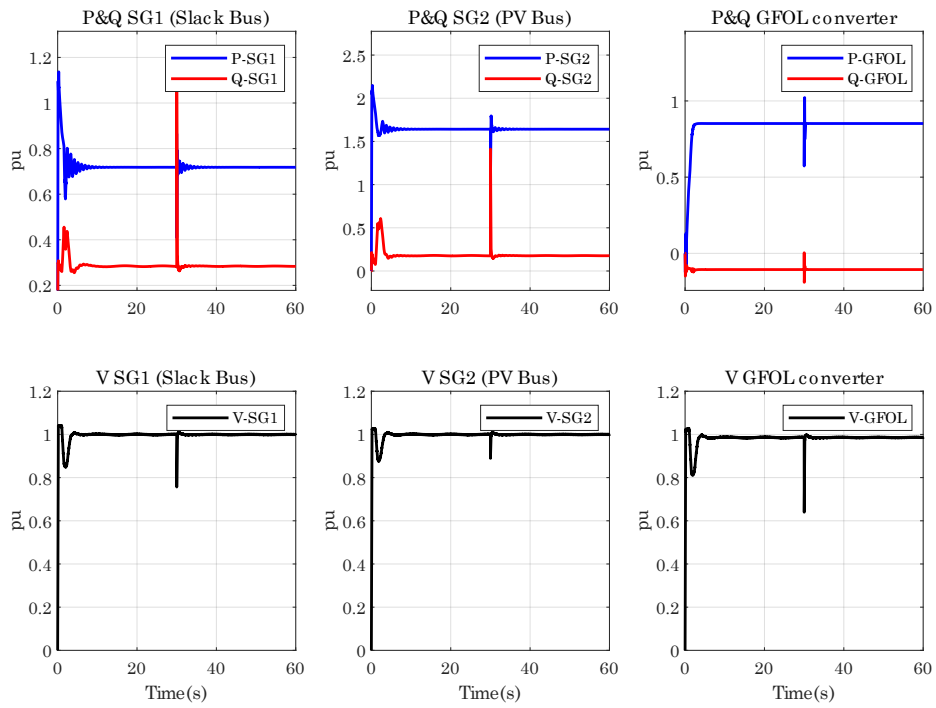 P&Q SG1 (Slack Bus)
P&Q SG2 (PV Bus)
P&Q GFOL converter
P-SG1
Q-SG1
P-SG2
Q-SG2
P-GFOL
Q-GFOL
pu
1.2
1
0.8
0.6
0.4
0.2
0 20 40 60
pu
2.5
2
1.5
1
0.5
0
0 20 40 60
pu
1
0.5
0
0 20 40 60
V SG1 (Slack Bus)
V SG2 (PV Bus)
V GFOL converter
V-SG1
V-SG2
V-GFOL
pu
1.2
1
0.8
0.6
0.4
0.2
0
0 20 40 60
Time(s)
pu
1.2
1
0.8
0.6
0.4
0.2
0
0 20 40 60
Time(s)
pu
1.2
1
0.8
0.6
0.4
0.2
0
0 20 40 60
Time(s)